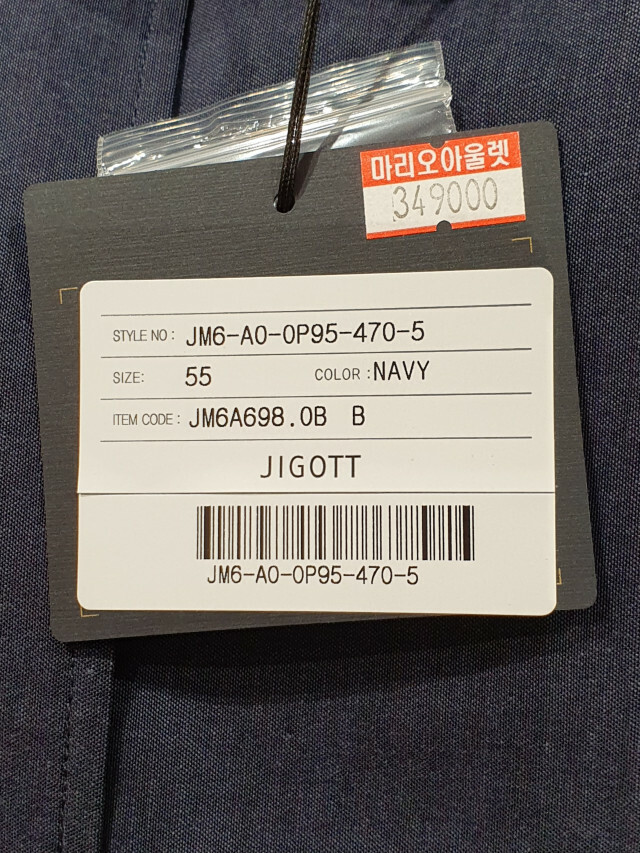 마리오아울렛
349000
STYLE NO: JM6-A0-0P95-470-5
SIZE: 55 COLOR :NAVY
ITEM CODE: JM6A698.0B B
JIGOTT
JM6-A0-0P95-470-5